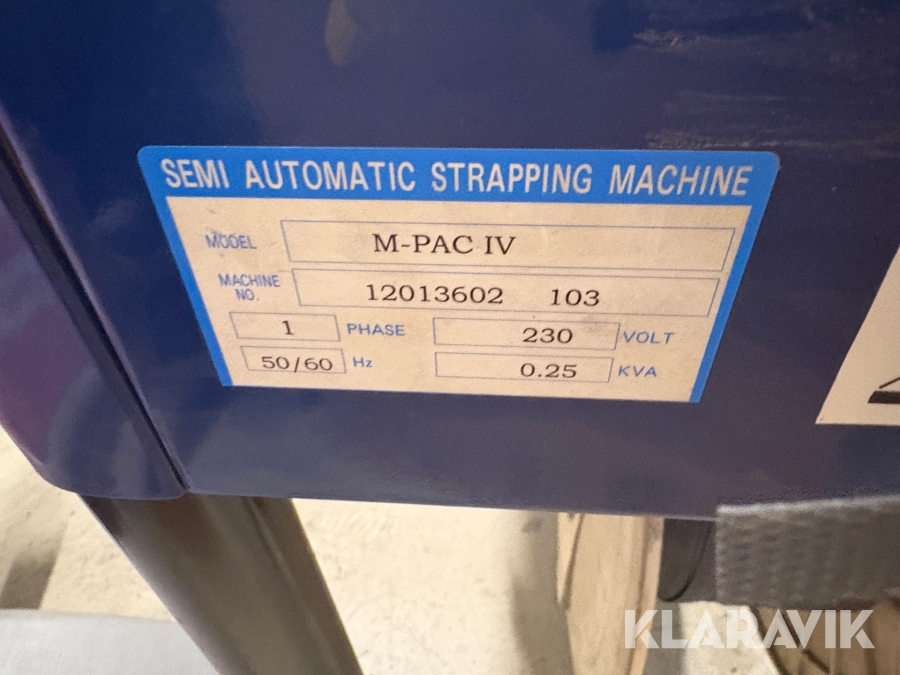 SEMI AUTOMATIC STRAPPING MACHINE
MODEL M-PAC IV
MACHINE NO. 12013602 103
1 PHASE 230 VOLT
50/60 Hz 0.25 KVA
KLARAVIK